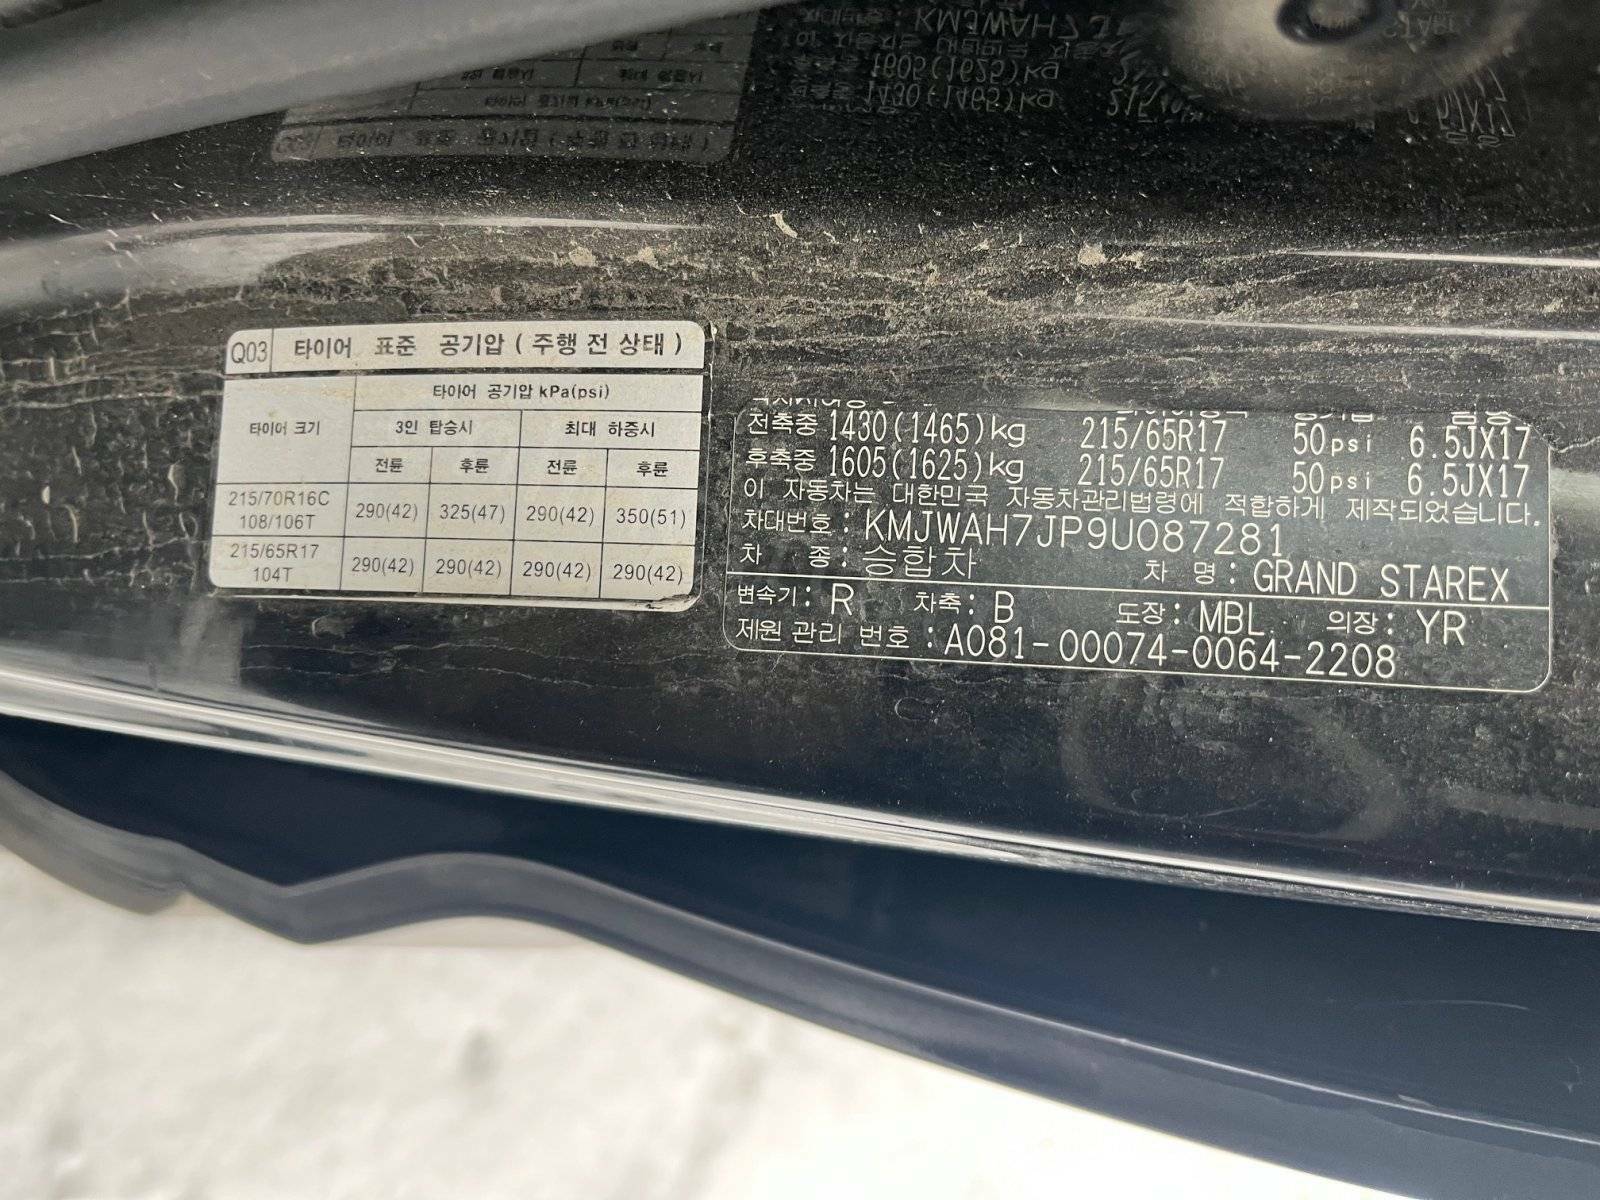 Q03 타이어 표준 공기압 ( 주행 전 상태 )
타이어 크기
타이어 공기압 kPa(psi)
3인 탑승시 최대 하중시
전륜 후륜 전륜 후륜
215/70R16C 108/106T 290(42) 325(47) 290(42) 350(51)
215/65R17 104T 290(42) 290(42) 290(42) 290(42)
전축중 1430(1465)kg 215/65R17 50psi 6.5JX17
후축중 1605(1625)kg 215/65R17 50psi 6.5JX17
이 자동차는 대한민국 자동차관리법령에 적합하게 제작되었습니다.
차대번호: KMJWAH7JP9U087281
차 종: 승합차 차 명: GRAND STAREX
변속기: R 차축: B 도장: MBL 의장: YR
제원 관리 번호: A081-00074-0064-2208